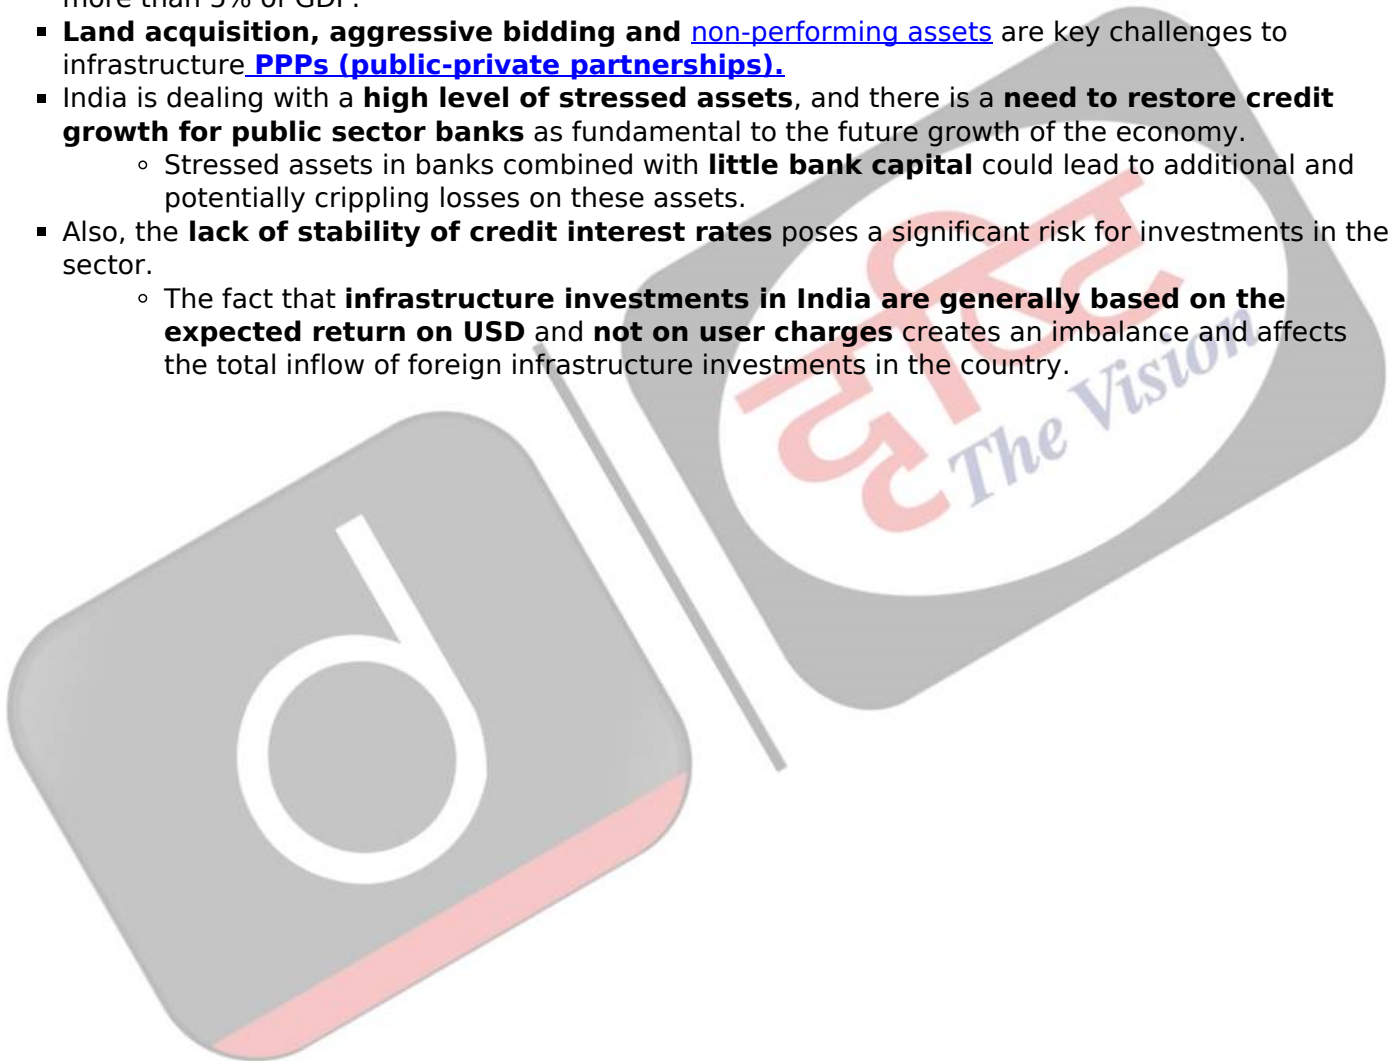 more than 5% of GDP.
Land acquisition, aggressive bidding and non-performing assets are key challenges to
infrastructure PPPs (public-private partnerships).
India is dealing with a high level of stressed assets, and there is a need to restore credit
growth for public sector banks as fundamental to the future growth of the economy.
Stressed assets in banks combined with little bank capital could lead to additional and
potentially crippling losses on these assets.
Also, the lack of stability of credit interest rates poses a significant risk for investments in the
sector.
The fact that infrastructure investments in India are generally based on the
expected return on USD and not on user charges creates an imbalance and affects
the total inflow of foreign infrastructure investments in the country.
दृष्टि
The Vision
d